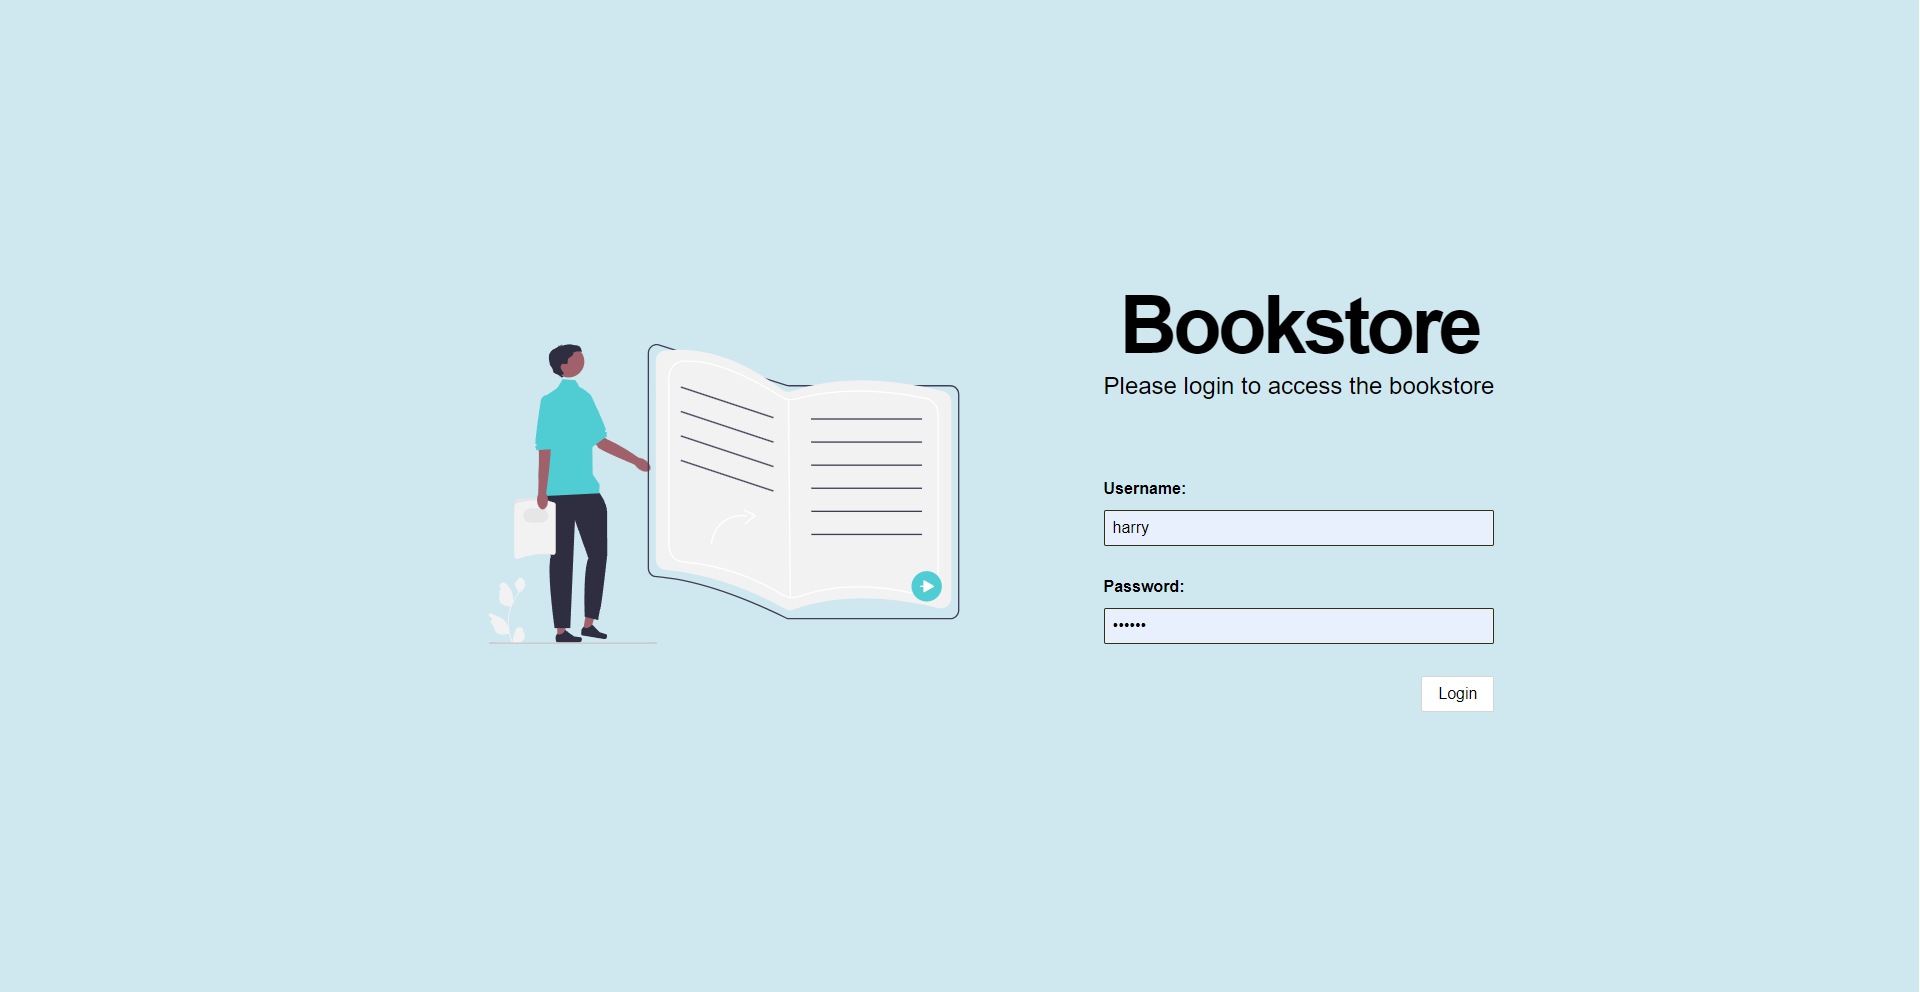 Bookstore
Please login to access the bookstore
Username:
harry
Password:
••••••
Login